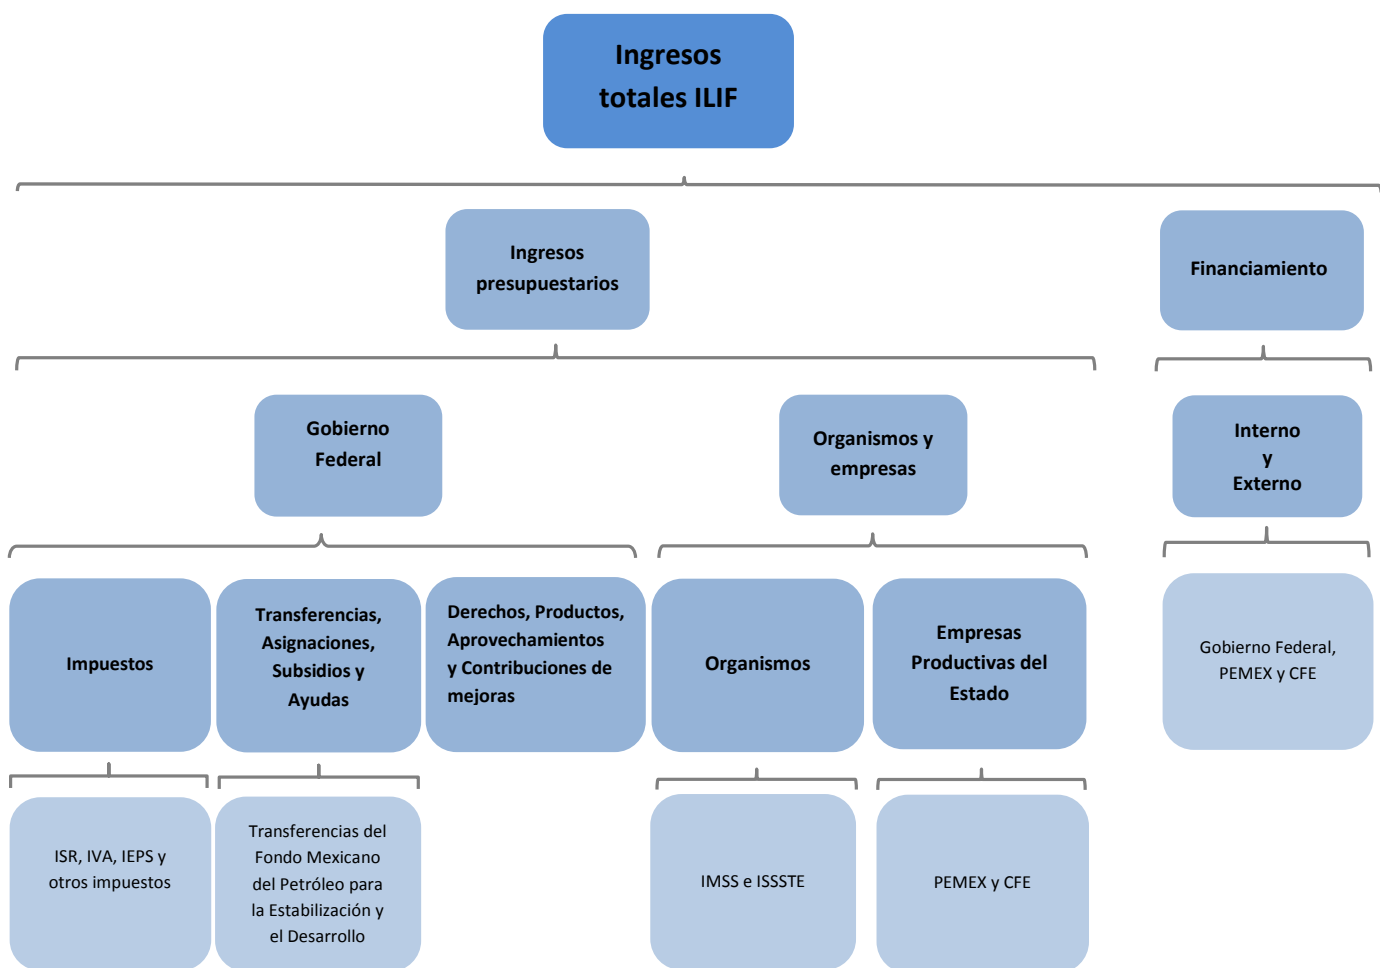 Ingresos
totales ILIF
Ingresos
presupuestarios
Financiamiento
Gobierno
Federal
Organismos y
empresas
Interno
y
Externo
Impuestos
Transferencias,
Asignaciones,
Subsidios y
Ayudas
Derechos, Productos,
Aprovechamientos
y Contribuciones de
mejoras
Organismos
Empresas
Productivas del
Estado
Gobierno Federal,
PEMEX y CFE
ISR, IVA, IEPS y
otros impuestos
Transferencias del
Fondo Mexicano
del Petróleo para
la Estabilización y
el Desarrollo
IMSS e ISSSTE
PEMEX y CFE